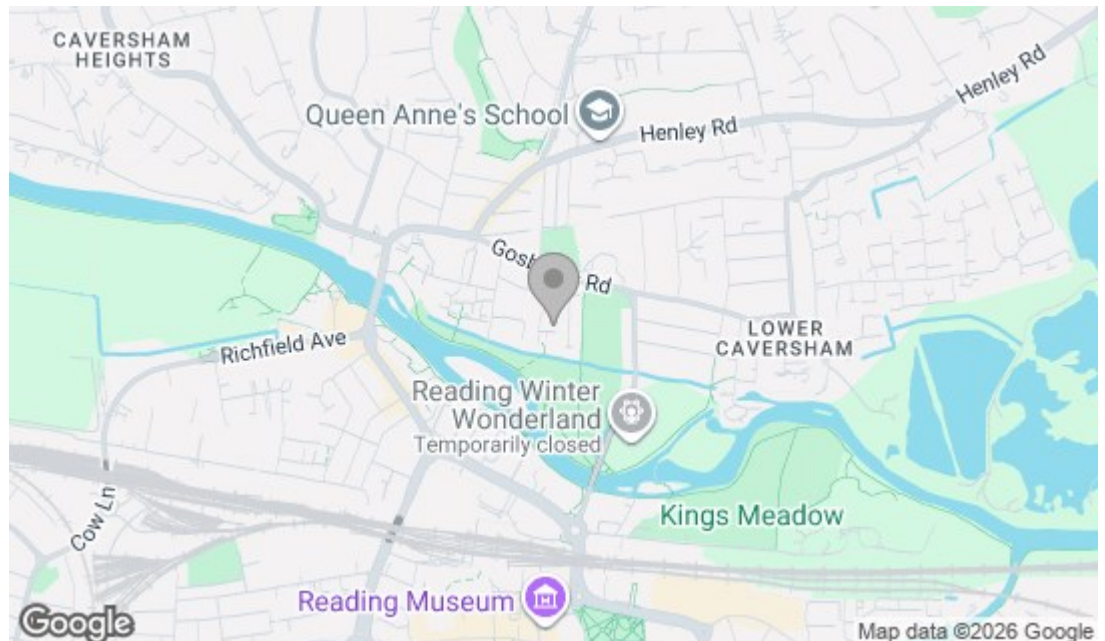 CAVERSHAM
HEIGHTS
Queen Anne's School
Henley Rd
Henley Rd
Rd
Richfield Ave
LOWER
CAVERSHAM
Reading Winter
Wonderland
Temporarily closed
Cow Ln
Kings Meadow
Reading Museum
Google
Map data ©2026 Google